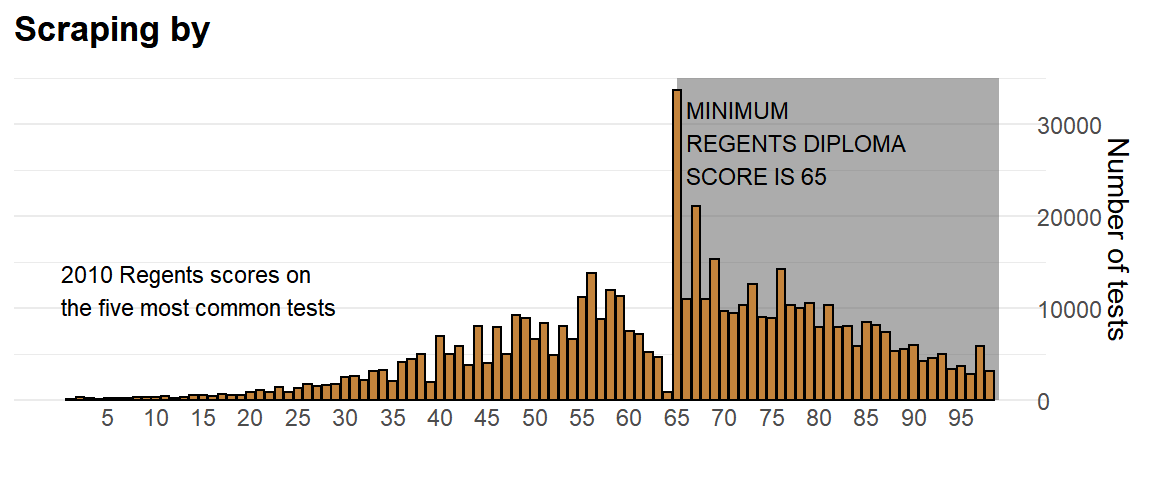 Scraping by
MINIMUM
REGENTS DIPLOMA
SCORE IS 65
2010 Regents scores on
the five most common tests
30000
20000
10000
0
Number of tests
5 10 15 20 25 30 35 40 45 50 55 60 65 70 75 80 85 90 95